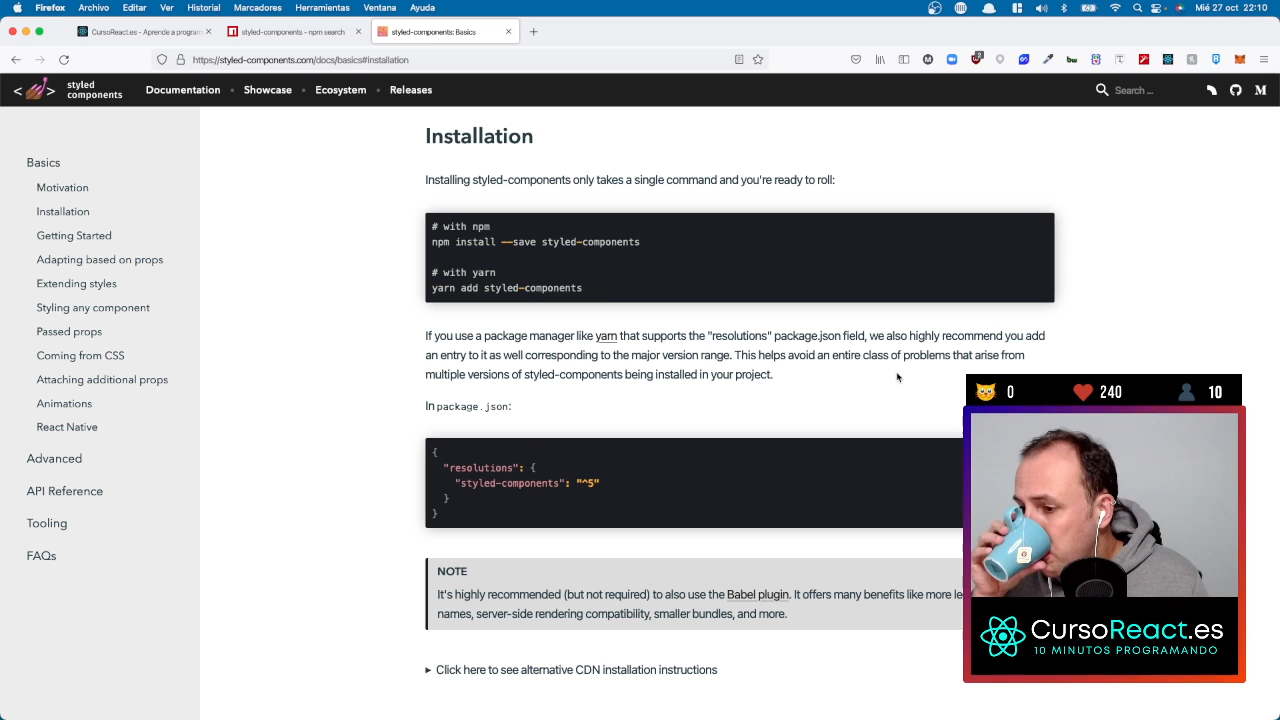 Firefox Archivo Editar Ver Historial Marcadores Herramientas Ventana Ayuda
Mié 27 oct 22:10
CursoReact.es - Aprende a program
styled-components - npm search
styled-components: Basics
https://styled-components.com/docs/basics#installation
styled
components
Documentation • Showcase • Ecosystem • Releases
Search ...
Basics
Motivation
Installation
Getting Started
Adapting based on props
Extending styles
Styling any component
Passed props
Coming from CSS
Attaching additional props
Animations
React Native
Advanced
API Reference
Tooling
FAQs
Installation
Installing styled-components only takes a single command and you're ready to roll:
# with npm
npm install --save styled-components
# with yarn
yarn add styled-components
If you use a package manager like yarn that supports the "resolutions" package.json field, we also highly recommend you add
an entry to it as well corresponding to the major version range. This helps avoid an entire class of problems that arise from
multiple versions of styled-components being installed in your project.
In package.json:
{
"resolutions": {
"styled-components": "^5"
}
}
NOTE
It's highly recommended (but not required) to also use the Babel plugin. It offers many benefits like more le
names, server-side rendering compatibility, smaller bundles, and more.
Click here to see alternative CDN installation instructions
0 240 10
CursoReact.es
10 MINUTOS PROGRAMANDO